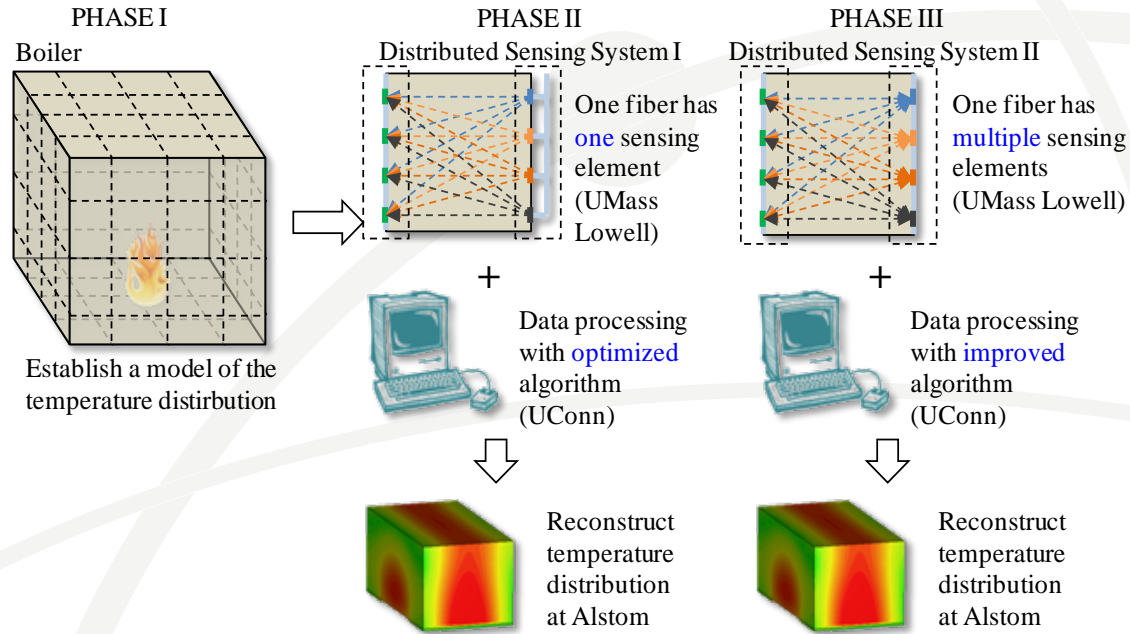 PHASE I
Boiler
Establish a model of the
temperature distirbution
PHASE II
Distributed Sensing System I
One fiber has
one sensing
element
(UMass
Lowell)
+
Data processing
with optimized
algorithm
(UConn)
Reconstruct
temperature
distribution
at Alstom
PHASE III
Distributed Sensing System II
One fiber has
multiple sensing
elements
(UMass Lowell)
+
Data processing
with improved
algorithm
(UConn)
Reconstruct
temperature
distribution
at Alstom